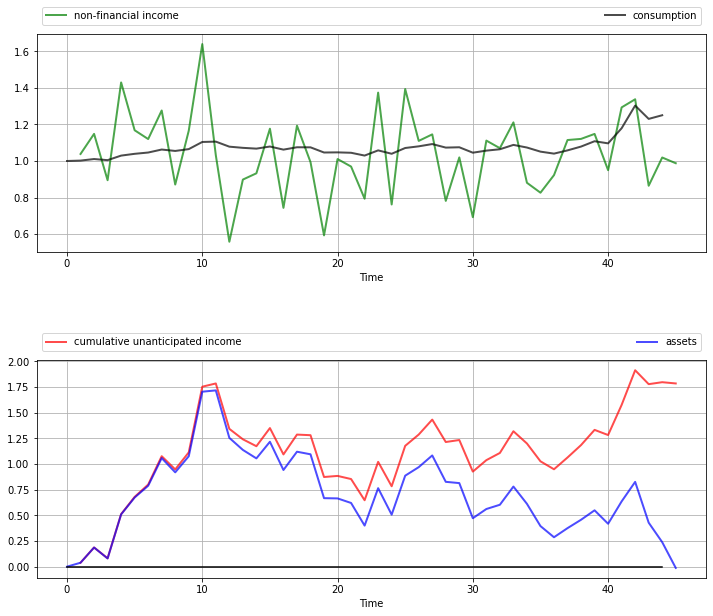 non-financial income consumption
1.6
1.4
1.2
1.0
0.8
0.6
0 10 20 30 40
Time
cumulative unanticipated income assets
2.00
1.75
1.50
1.25
1.00
0.75
0.50
0.25
0.00
0 10 20 30 40
Time